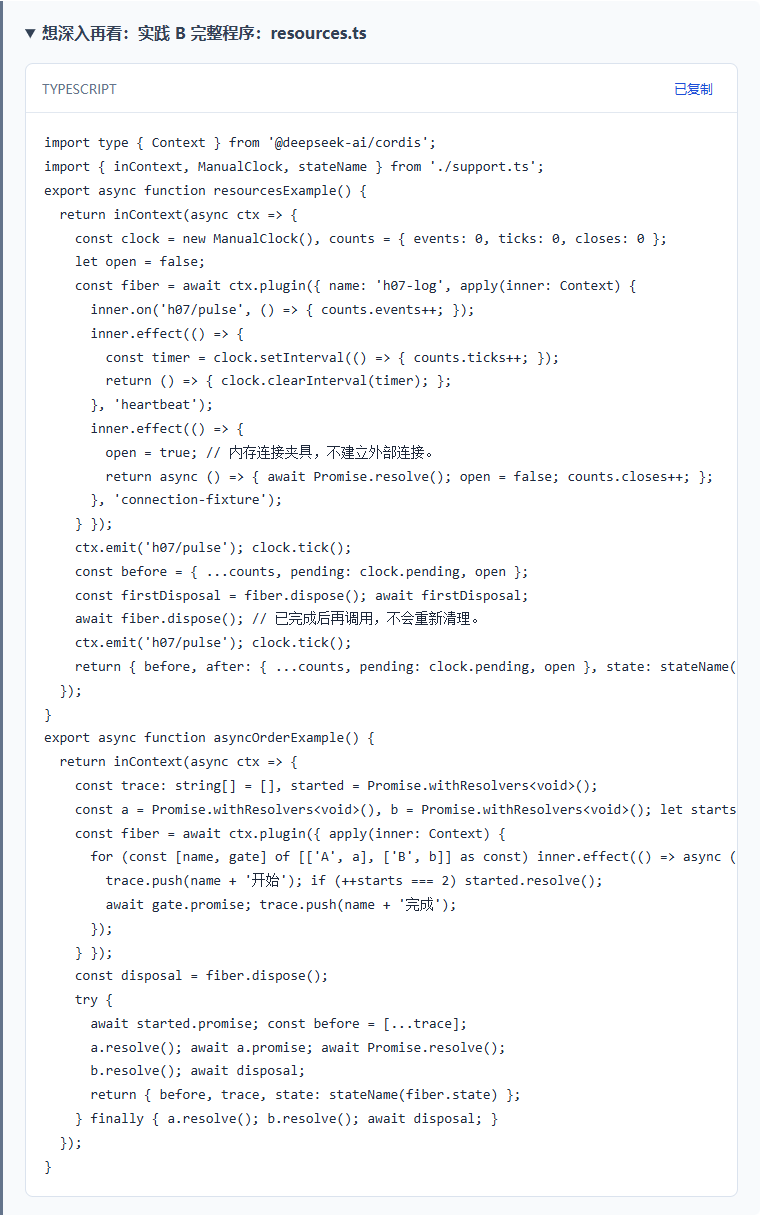 ▼ 想深入再看：实践 B 完整程序：resources.ts
TYPESCRIPT
已复制
import type { Context } from '@deepseek-ai/cordis';
import { inContext, ManualClock, stateName } from './support.ts';
export async function resourcesExample() {
  return inContext(async ctx => {
    const clock = new ManualClock(), counts = { events: 0, ticks: 0, closes: 0 };
    let open = false;
    const fiber = await ctx.plugin({ name: 'h07-log', apply(inner: Context) {
      inner.on('h07/pulse', () => { counts.events++; });
      inner.effect(() => {
        const timer = clock.setInterval(() => { counts.ticks++; });
        return () => { clock.clearInterval(timer); };
      }, 'heartbeat');
      inner.effect(() => {
        open = true; // 内存连接夹具，不建立外部连接。
        return async () => { await Promise.resolve(); open = false; counts.closes++; };
      }, 'connection-fixture');
    } });
    ctx.emit('h07/pulse'); clock.tick();
    const before = { ...counts, pending: clock.pending, open };
    const firstDisposal = fiber.dispose(); await firstDisposal;
    await fiber.dispose(); // 已完成后再调用，不会重新清理。
    ctx.emit('h07/pulse'); clock.tick();
    return { before, after: { ...counts, pending: clock.pending, open }, state: stateName(
  });
}
export async function asyncOrderExample() {
  return inContext(async ctx => {
    const trace: string[] = [], started = Promise.withResolvers<void>();
    const a = Promise.withResolvers<void>(), b = Promise.withResolvers<void>(); let starts
    const fiber = await ctx.plugin({ apply(inner: Context) {
      for (const [name, gate] of [['A', a], ['B', b]] as const) inner.effect(() => async (
        trace.push(name + '开始'); if (++starts === 2) started.resolve();
        await gate.promise; trace.push(name + '完成');
      });
    } });
    const disposal = fiber.dispose();
    try {
      await started.promise; const before = [...trace];
      a.resolve(); await a.promise; await Promise.resolve();
      b.resolve(); await disposal;
      return { before, trace, state: stateName(fiber.state) };
    } finally { a.resolve(); b.resolve(); await disposal; }
  });
}